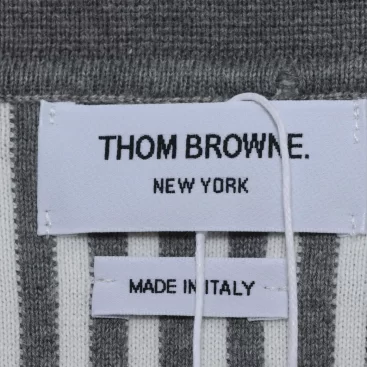 THOM BROWNE.
NEW YORK
MADE IN ITALY